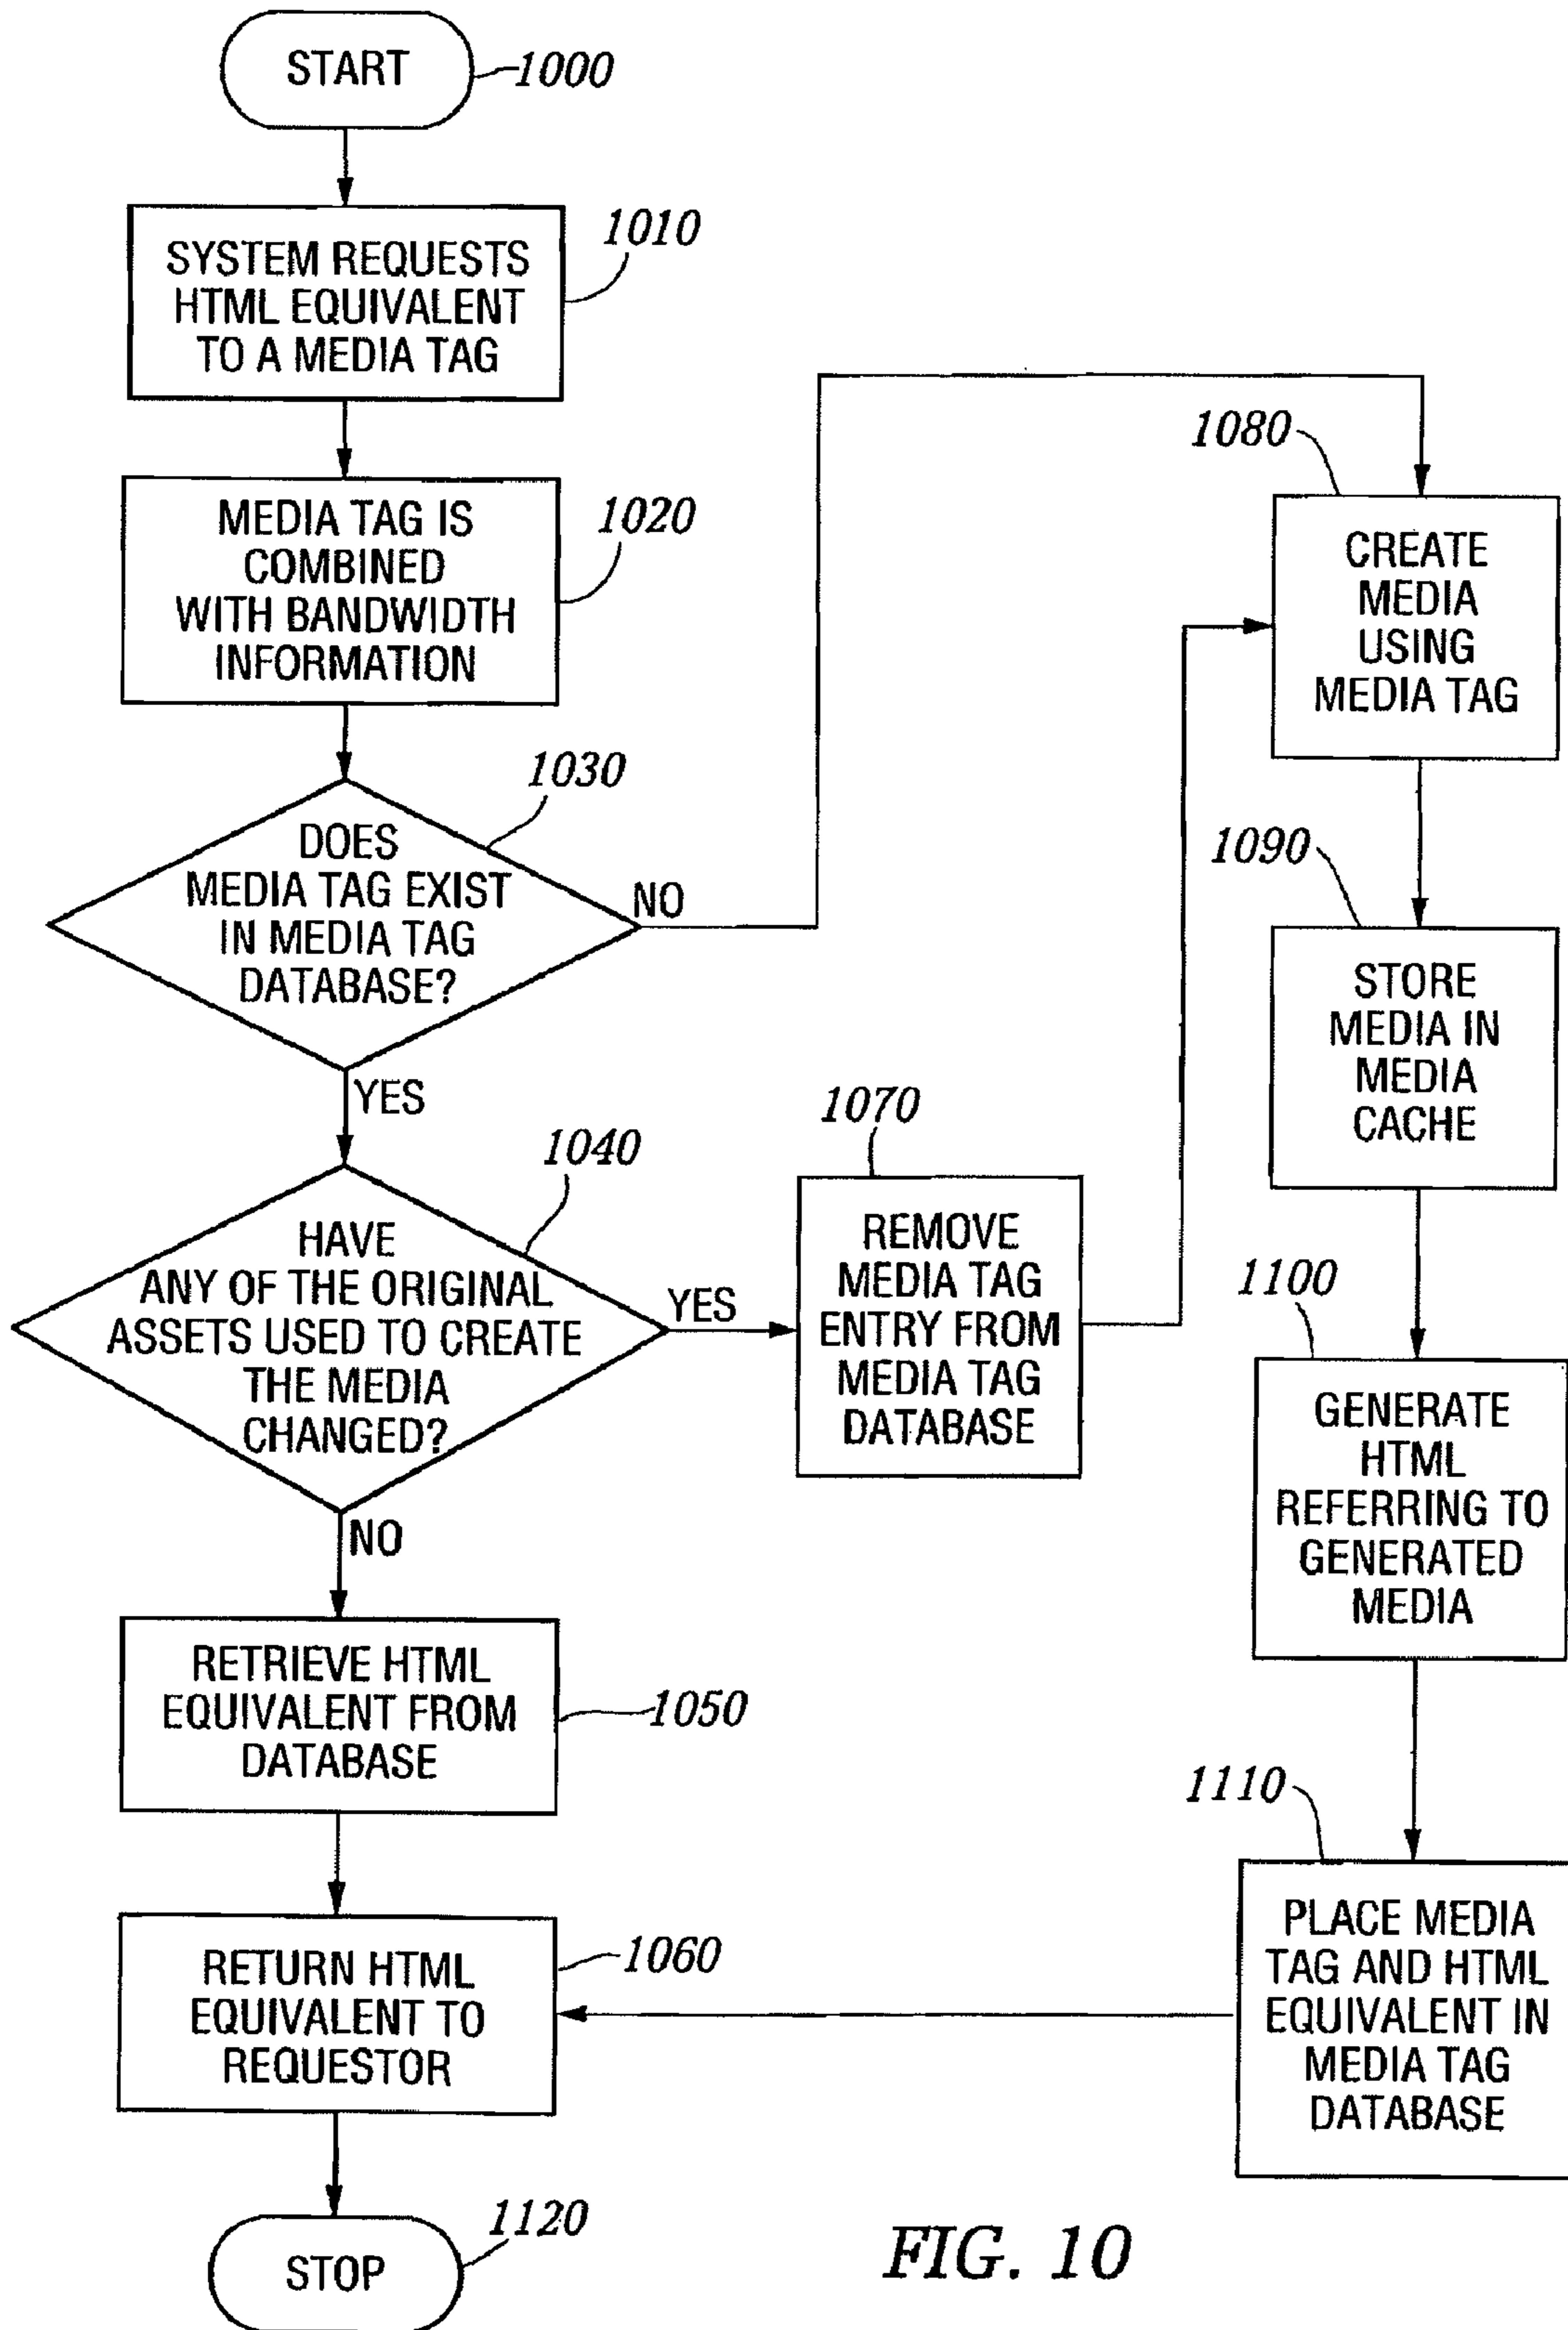 START
1000
SYSTEM REQUESTS
HTML EQUIVALENT
TO A MEDIA TAG
1010
MEDIA TAG IS
COMBINED
WITH BANDWIDTH
INFORMATION
1020
DOES
MEDIA TAG EXIST
IN MEDIA TAG
DATABASE?
1030
NO
YES
HAVE
ANY OF THE ORIGINAL
ASSETS USED TO CREATE
THE MEDIA
CHANGED?
1040
YES
NO
RETRIEVE HTML
EQUIVALENT FROM
DATABASE
1050
RETURN HTML
EQUIVALENT TO
REQUESTOR
1060
STOP
1120
1070
REMOVE
MEDIA TAG
ENTRY FROM
MEDIA TAG
DATABASE
1080
CREATE
MEDIA
USING
MEDIA TAG
1090
STORE
MEDIA IN
MEDIA
CACHE
1100
GENERATE
HTML
REFERRING TO
GENERATED
MEDIA
1110
PLACE MEDIA
TAG AND HTML
EQUIVALENT IN
MEDIA TAG
DATABASE
FIG. 10